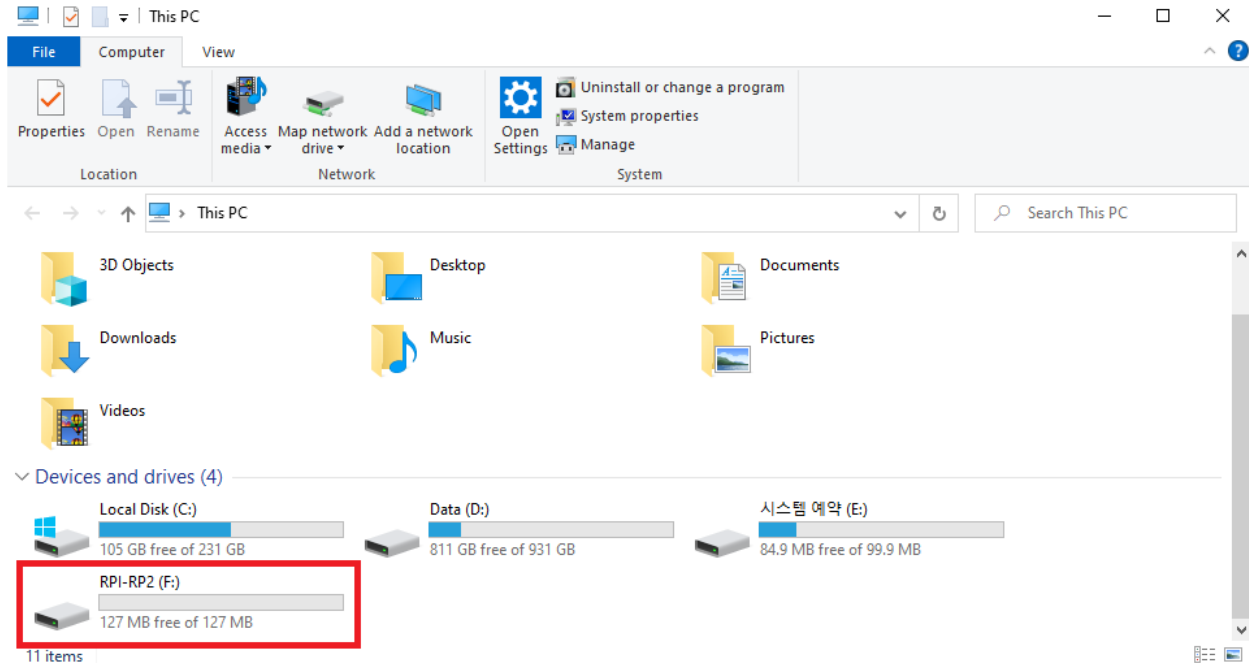 This PC
File Computer View
Properties Open Rename Access media Map network drive Add a network location Open Settings Uninstall or change a program
System properties
Manage
Location Network System
This PC Search This PC
3D Objects Desktop Documents
Downloads Music Pictures
Videos
Devices and drives (4)
Local Disk (C:) Data (D:) 시스템 예약 (E:)
105 GB free of 231 GB 811 GB free of 931 GB 84.9 MB free of 99.9 MB
RPI-RP2 (F:)
127 MB free of 127 MB
11 items